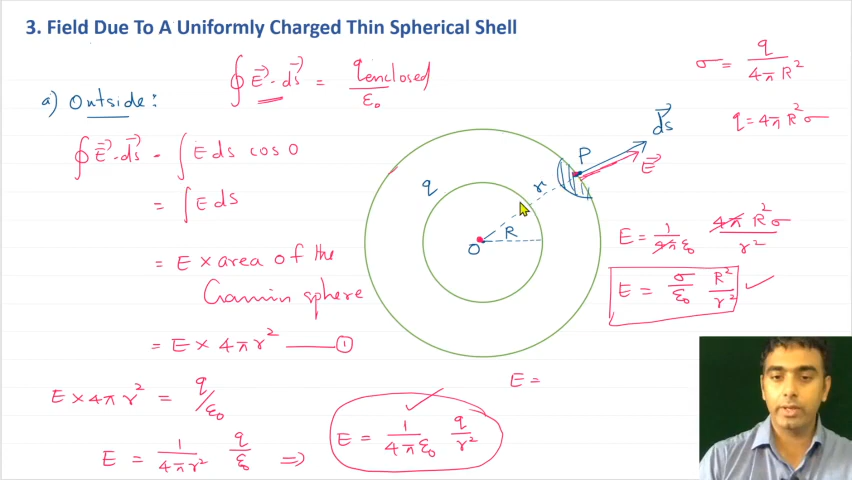 3. Field Due To A Uniformly Charged Thin Spherical Shell
∮ E⃗ · ds⃗ = q enclosed / ε₀
σ = q / 4πR²
a) Outside :
q = 4πR²σ
∮ E⃗ · ds⃗ = ∫ E ds cos 0
= ∫ E ds
= E × area of the
Gaussian sphere
= E × 4πr² —— ①
E × 4πr² = q/ε₀
E = 1/4πr² q/ε₀ ⇒ E = 1/4πε₀ q/r²
q
P
ds⃗
E⃗
r
R
O
E = 1/4πε₀ 4πR²σ/r²
E = σ/ε₀ R²/r²
E =